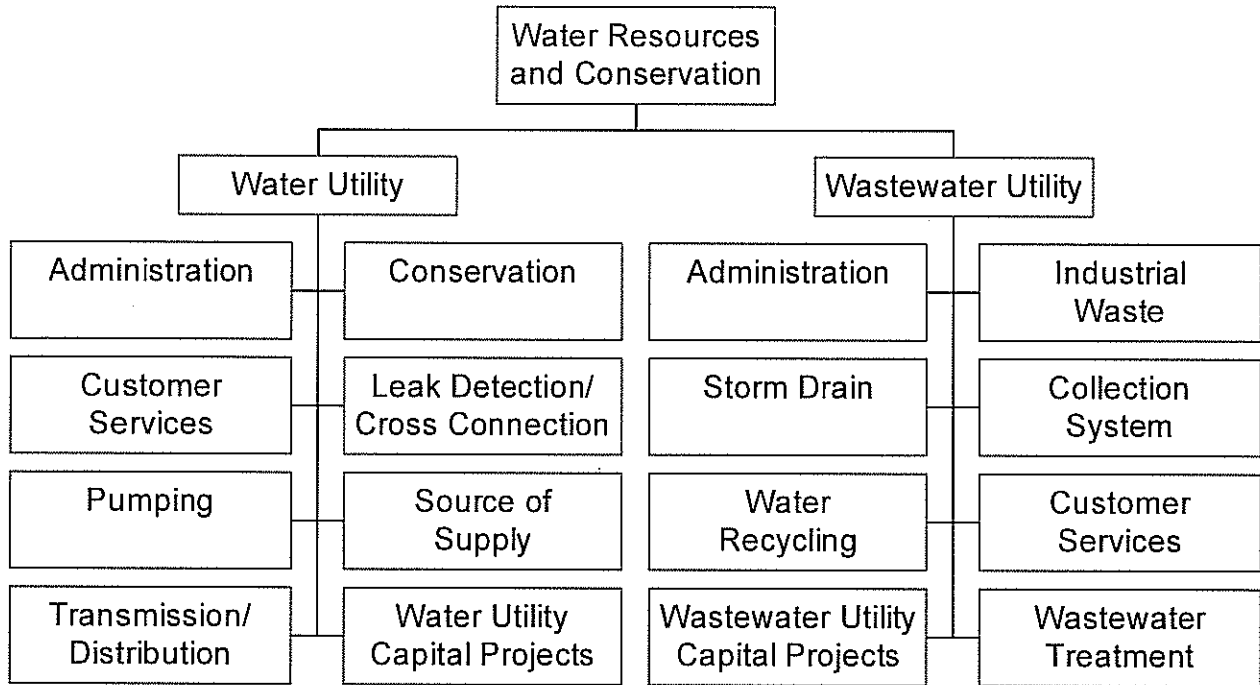 Water Resources
and Conservation
Water Utility
Wastewater Utility
Administration
Conservation
Administration
Industrial
Waste
Customer
Services
Leak Detection/
Cross Connection
Storm Drain
Collection
System
Pumping
Source of
Supply
Water
Recycling
Customer
Services
Transmission/
Distribution
Water Utility
Capital Projects
Wastewater Utility
Capital Projects
Wastewater
Treatment